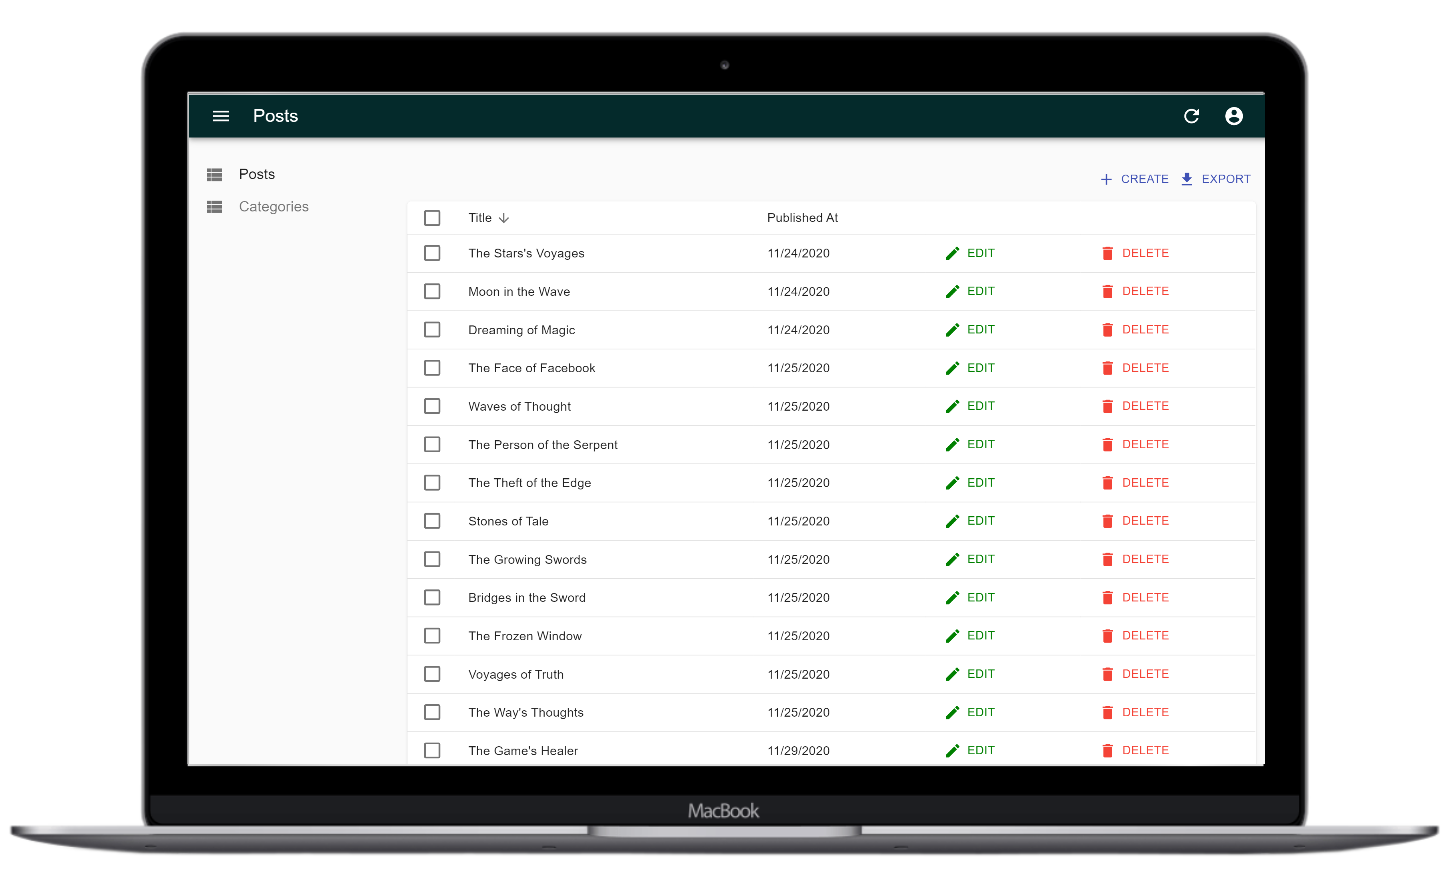 Posts
Posts
Categories
CREATE EXPORT
Title Published At
The Stars's Voyages 11/24/2020 EDIT DELETE
Moon in the Wave 11/24/2020 EDIT DELETE
Dreaming of Magic 11/24/2020 EDIT DELETE
The Face of Facebook 11/25/2020 EDIT DELETE
Waves of Thought 11/25/2020 EDIT DELETE
The Person of the Serpent 11/25/2020 EDIT DELETE
The Theft of the Edge 11/25/2020 EDIT DELETE
Stones of Tale 11/25/2020 EDIT DELETE
The Growing Swords 11/25/2020 EDIT DELETE
Bridges in the Sword 11/25/2020 EDIT DELETE
The Frozen Window 11/25/2020 EDIT DELETE
Voyages of Truth 11/25/2020 EDIT DELETE
The Way's Thoughts 11/25/2020 EDIT DELETE
The Game's Healer 11/29/2020 EDIT DELETE
MacBook